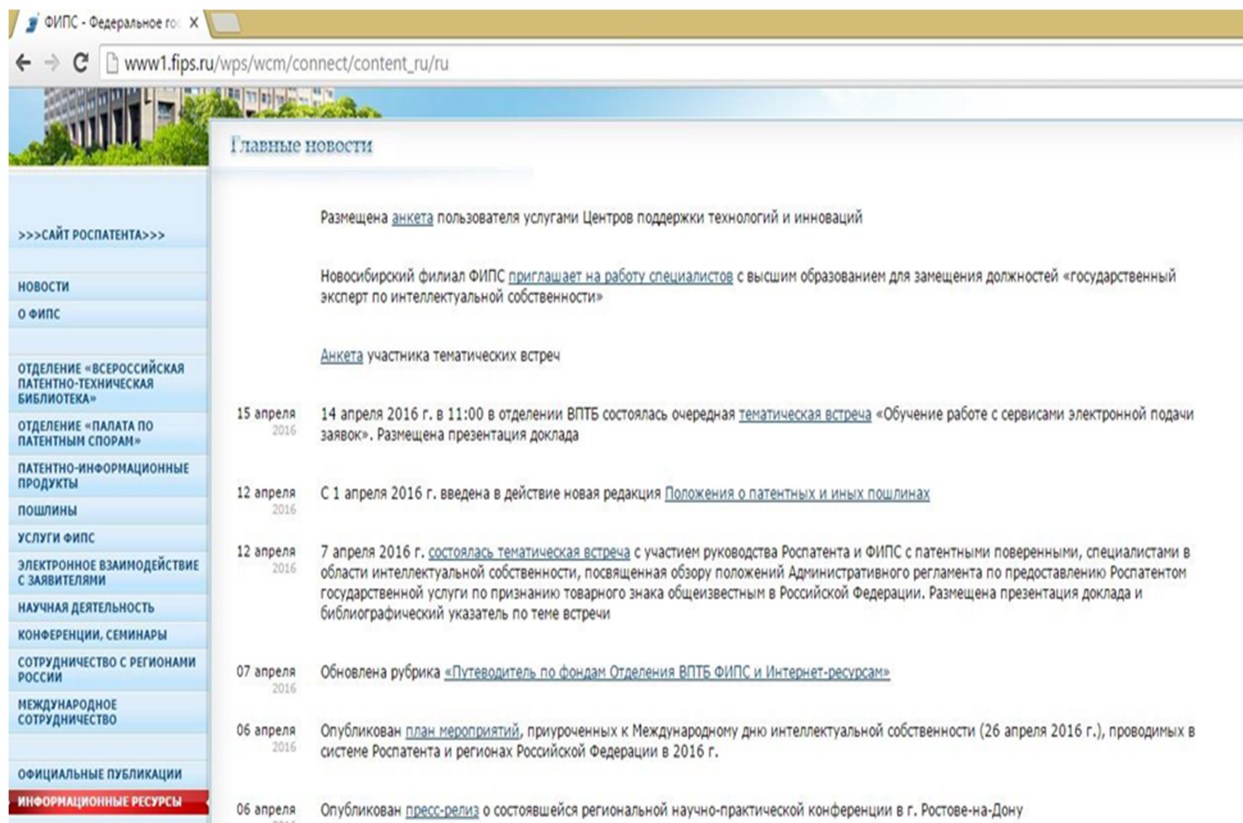 ФИПС - Федеральное гос
www1.fips.ru/wps/wcm/connect/content_ru/ru
Главные новости
>>>САЙТ РОСПАТЕНТА>>>
НОВОСТИ
О ФИПС
ОТДЕЛЕНИЕ «ВСЕРОССИЙСКАЯ
ПАТЕНТНО-ТЕХНИЧЕСКАЯ
БИБЛИОТЕКА»
ОТДЕЛЕНИЕ «ПАЛАТА ПО
ПАТЕНТНЫМ СПОРАМ»
ПАТЕНТНО-ИНФОРМАЦИОННЫЕ
ПРОДУКТЫ
ПОШЛИНЫ
УСЛУГИ ФИПС
ЭЛЕКТРОННОЕ ВЗАИМОДЕЙСТВИЕ
С ЗАЯВИТЕЛЯМИ
НАУЧНАЯ ДЕЯТЕЛЬНОСТЬ
КОНФЕРЕНЦИИ, СЕМИНАРЫ
СОТРУДНИЧЕСТВО С РЕГИОНАМИ
РОССИИ
МЕЖДУНАРОДНОЕ
СОТРУДНИЧЕСТВО
ОФИЦИАЛЬНЫЕ ПУБЛИКАЦИИ
ИНФОРМАЦИОННЫЕ РЕСУРСЫ
Размещена анкета пользователя услугами Центров поддержки технологий и инноваций
Новосибирский филиал ФИПС приглашает на работу специалистов с высшим образованием для замещения должностей «государственный
эксперт по интеллектуальной собственности»
Анкета участника тематических встреч
15 апреля
2016
14 апреля 2016 г. в 11:00 в отделении ВПТБ состоялась очередная тематическая встреча «Обучение работе с сервисами электронной подачи
заявок». Размещена презентация доклада
12 апреля
2016
С 1 апреля 2016 г. введена в действие новая редакция Положения о патентных и иных пошлинах
12 апреля
2016
7 апреля 2016 г. состоялась тематическая встреча с участием руководства Роспатента и ФИПС с патентными поверенными, специалистами в
области интеллектуальной собственности, посвященная обзору положений Административного регламента по предоставлению Роспатентом
государственной услуги по признанию товарного знака общеизвестным в Российской Федерации. Размещена презентация доклада и
библиографический указатель по теме встречи
07 апреля
2016
Обновлена рубрика «Путеводитель по фондам Отделения ВПТБ ФИПС и Интернет-ресурсам»
06 апреля
2016
Опубликован план мероприятий, приуроченных к Международному дню интеллектуальной собственности (26 апреля 2016 г.), проводимых в
системе Роспатента и регионах Российской Федерации в 2016 г.
06 апреля
2016
Опубликован пресс-релиз о состоявшейся региональной научно-практической конференции в г. Ростове-на-Дону